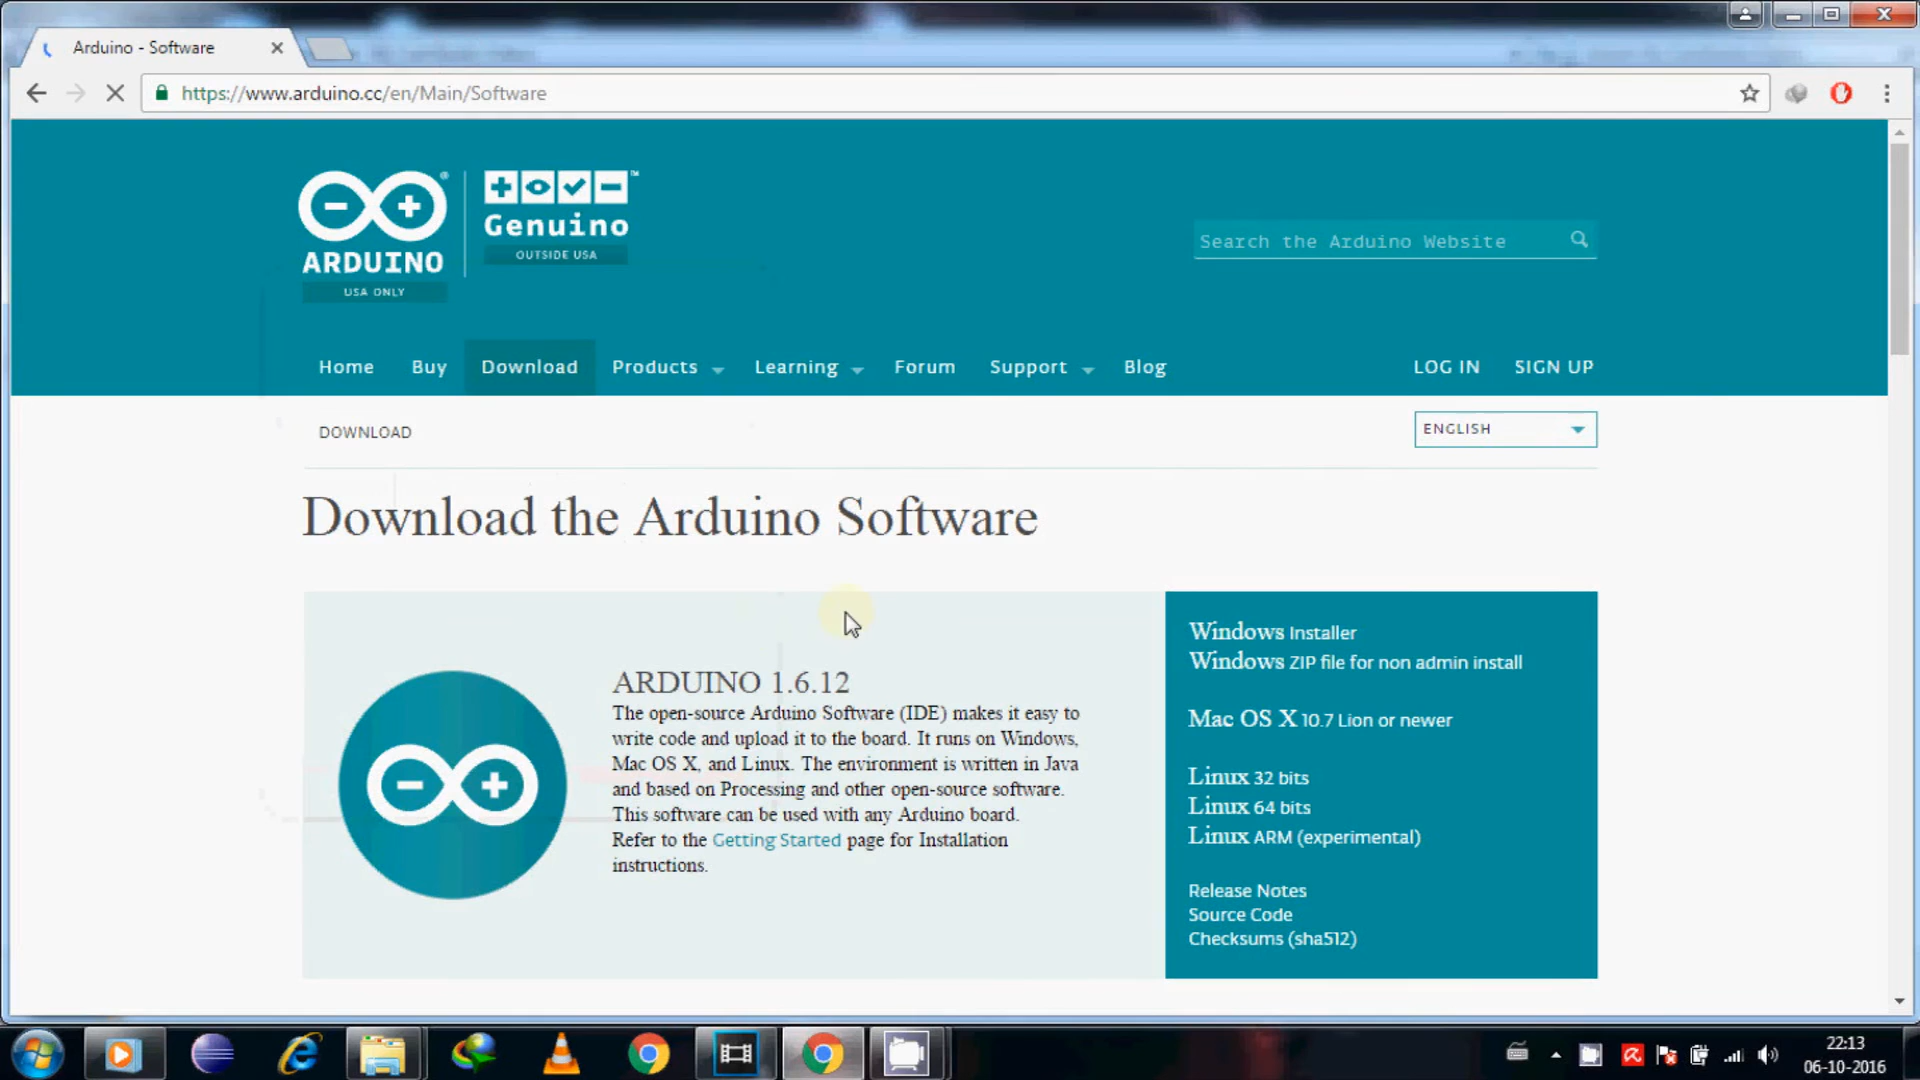 Arduino - Software
https://www.arduino.cc/en/Main/Software
ARDUINO
USA ONLY
Genuino
OUTSIDE USA
Search the Arduino Website
Home
Buy
Download
Products
Learning
Forum
Support
Blog
LOG IN
SIGN UP
DOWNLOAD
ENGLISH
Download the Arduino Software
ARDUINO 1.6.12
The open-source Arduino Software (IDE) makes it easy to
write code and upload it to the board. It runs on Windows,
Mac OS X, and Linux. The environment is written in Java
and based on Processing and other open-source software.
This software can be used with any Arduino board.
Refer to the Getting Started page for Installation
instructions.
Windows Installer
Windows ZIP file for non admin install
Mac OS X 10.7 Lion or newer
Linux 32 bits
Linux 64 bits
Linux ARM (experimental)
Release Notes
Source Code
Checksums (sha512)
22:13
06-10-2016